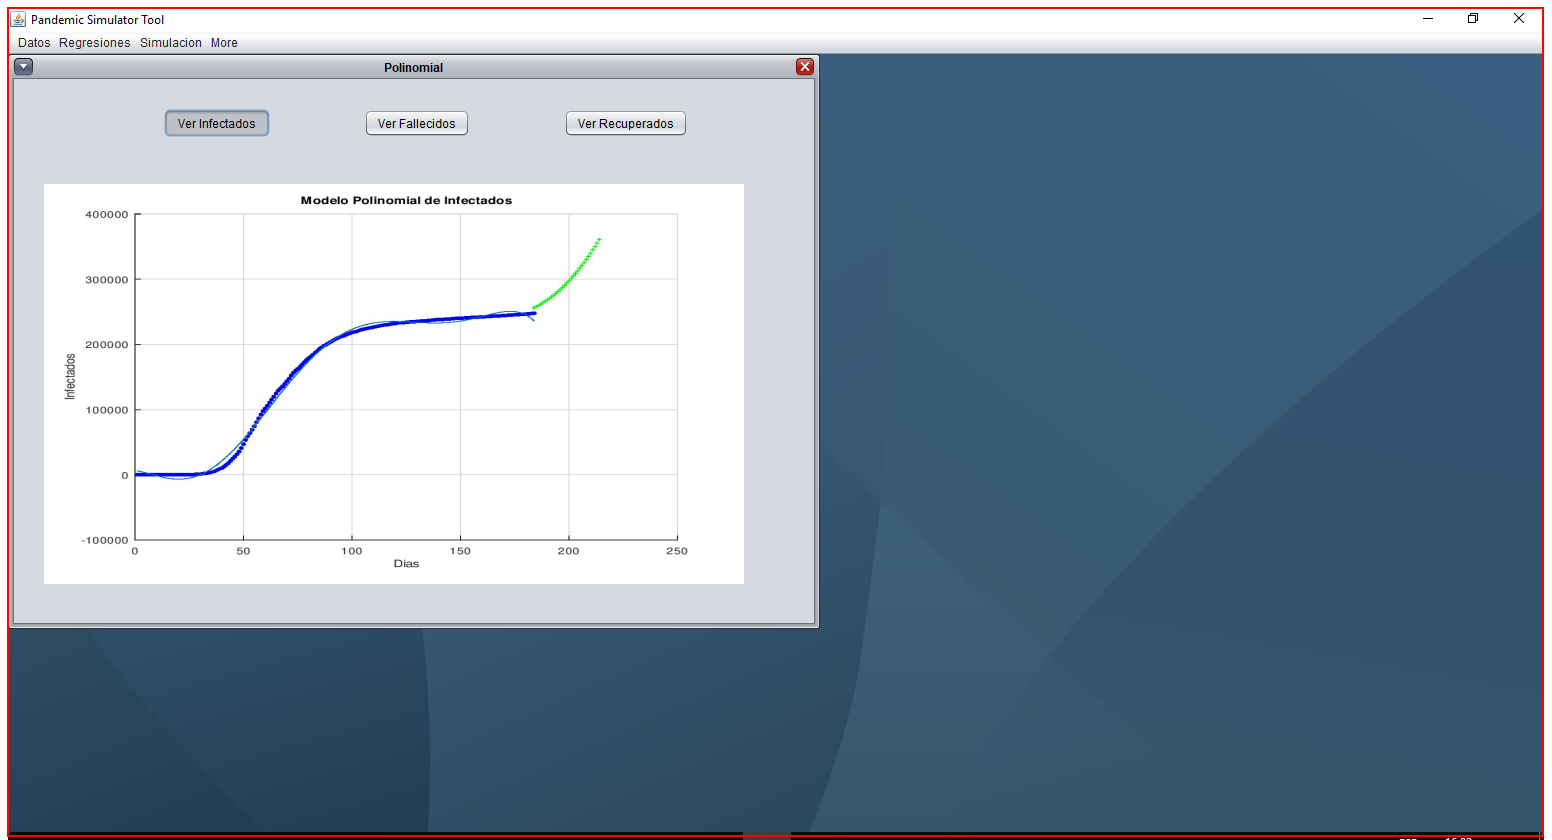 Pandemic Simulator Tool
Datos Regresiones Simulacion More
Polinomial
Ver Infectados Ver Fallecidos Ver Recuperados
Modelo Polinomial de Infectados
400000
300000
200000
100000
0
-100000
Infectados
0 50 100 150 200 250
Dias